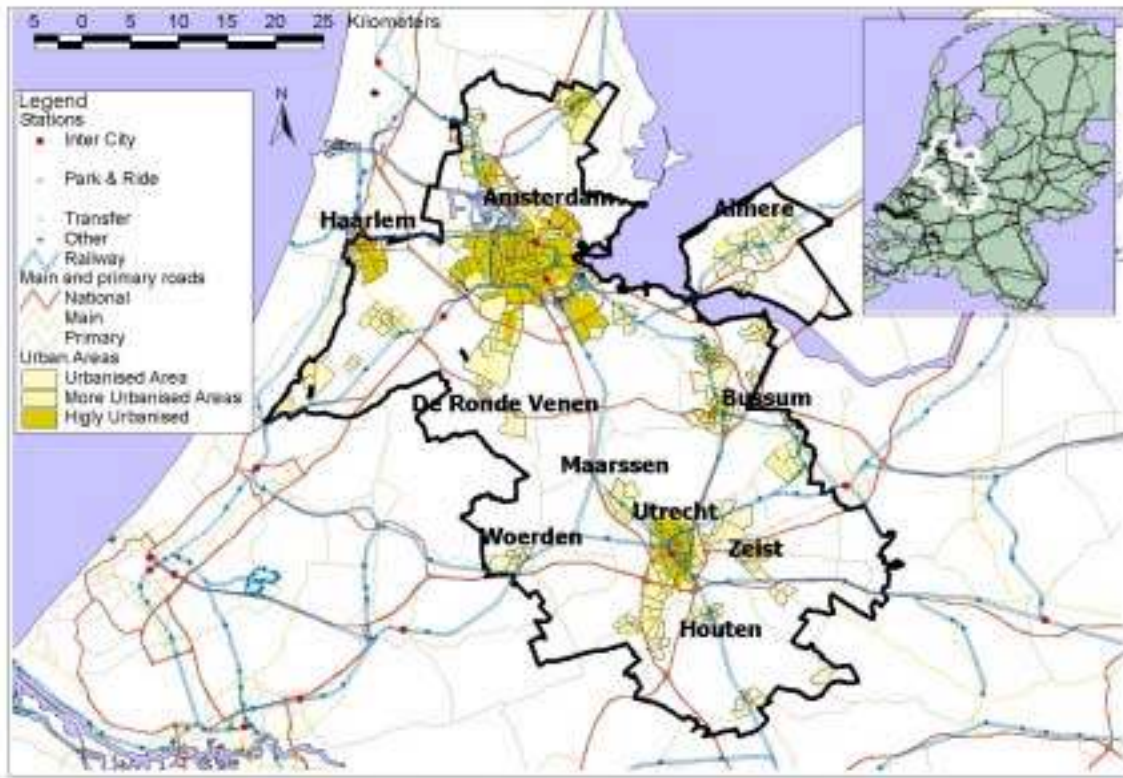 5 0 5 10 15 20 25 Kilometers
N
Legend
Stations
Inter City
Park & Ride
Transfer
Other
Railway
Main and primary roads
National
Main
Primary
Urban Areas
Urbanised Area
More Urbanised Areas
Higly Urbanised
Amsterdam
Haarlem
Almere
De Ronde Venen
Bussum
Maarssen
Utrecht
Woerden
Zeist
Houten